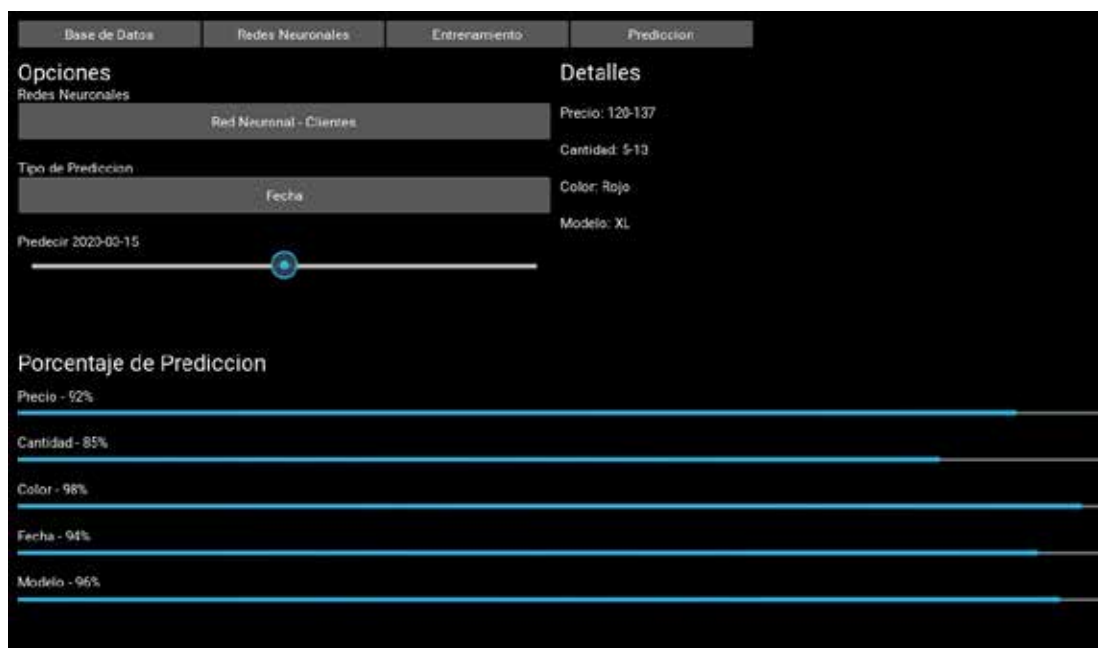 Base de Datos Redes Neuronales Entrenamiento Prediccion
Opciones
Redes Neuronales
Red Neuronal - Clientes
Tipo de Prediccion
Fecha
Predecir 2020-03-15
Detalles
Precio: 120-137
Cantidad: 5-13
Color: Rojo
Modelo: XL
Porcentaje de Prediccion
Precio - 92%
Cantidad - 85%
Color - 98%
Fecha - 94%
Modelo - 96%